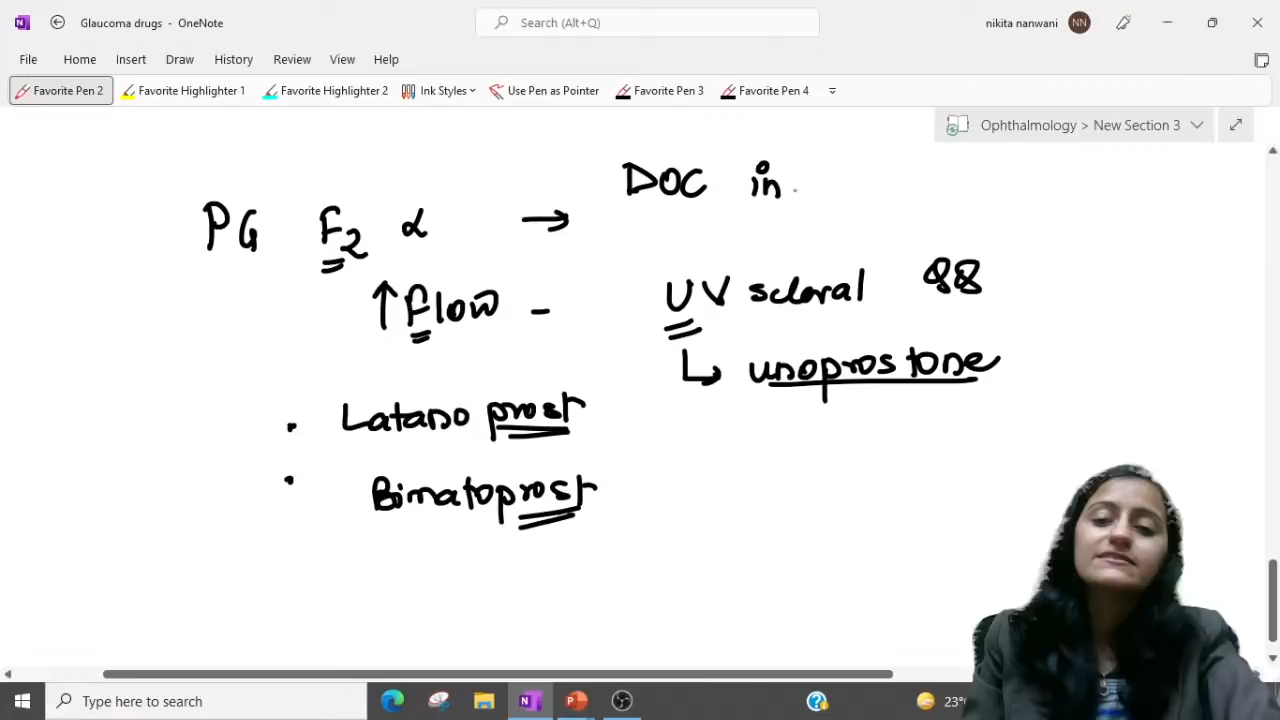 Glaucoma drugs - OneNote
Search (Alt+Q)
nikita nanwani NN
File Home Insert Draw History Review View Help
Favorite Pen 2 Favorite Highlighter 1 Favorite Highlighter 2 Ink Styles Use Pen as Pointer Favorite Pen 3 Favorite Pen 4
Ophthalmology > New Section 3
DOC in
PG F2 α →
↑ Flow - UV scleral
↳ unoprostone
• Latanoprost
• Bimatoprost
Type here to search
23°